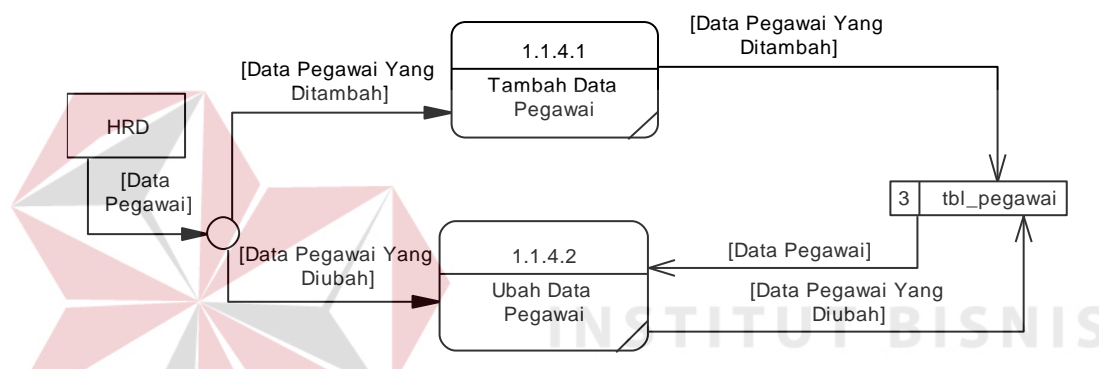 [Data Pegawai Yang
Ditambah]
1.1.4.1
[Data Pegawai Yang
Ditambah]
Tambah Data
Pegawai
HRD
[Data
Pegawai]
3 tbl_pegawai
[Data Pegawai Yang
Diubah]
1.1.4.2
[Data Pegawai]
Ubah Data
Pegawai
[Data Pegawai Yang
Diubah]
INSTITUT BISNIS